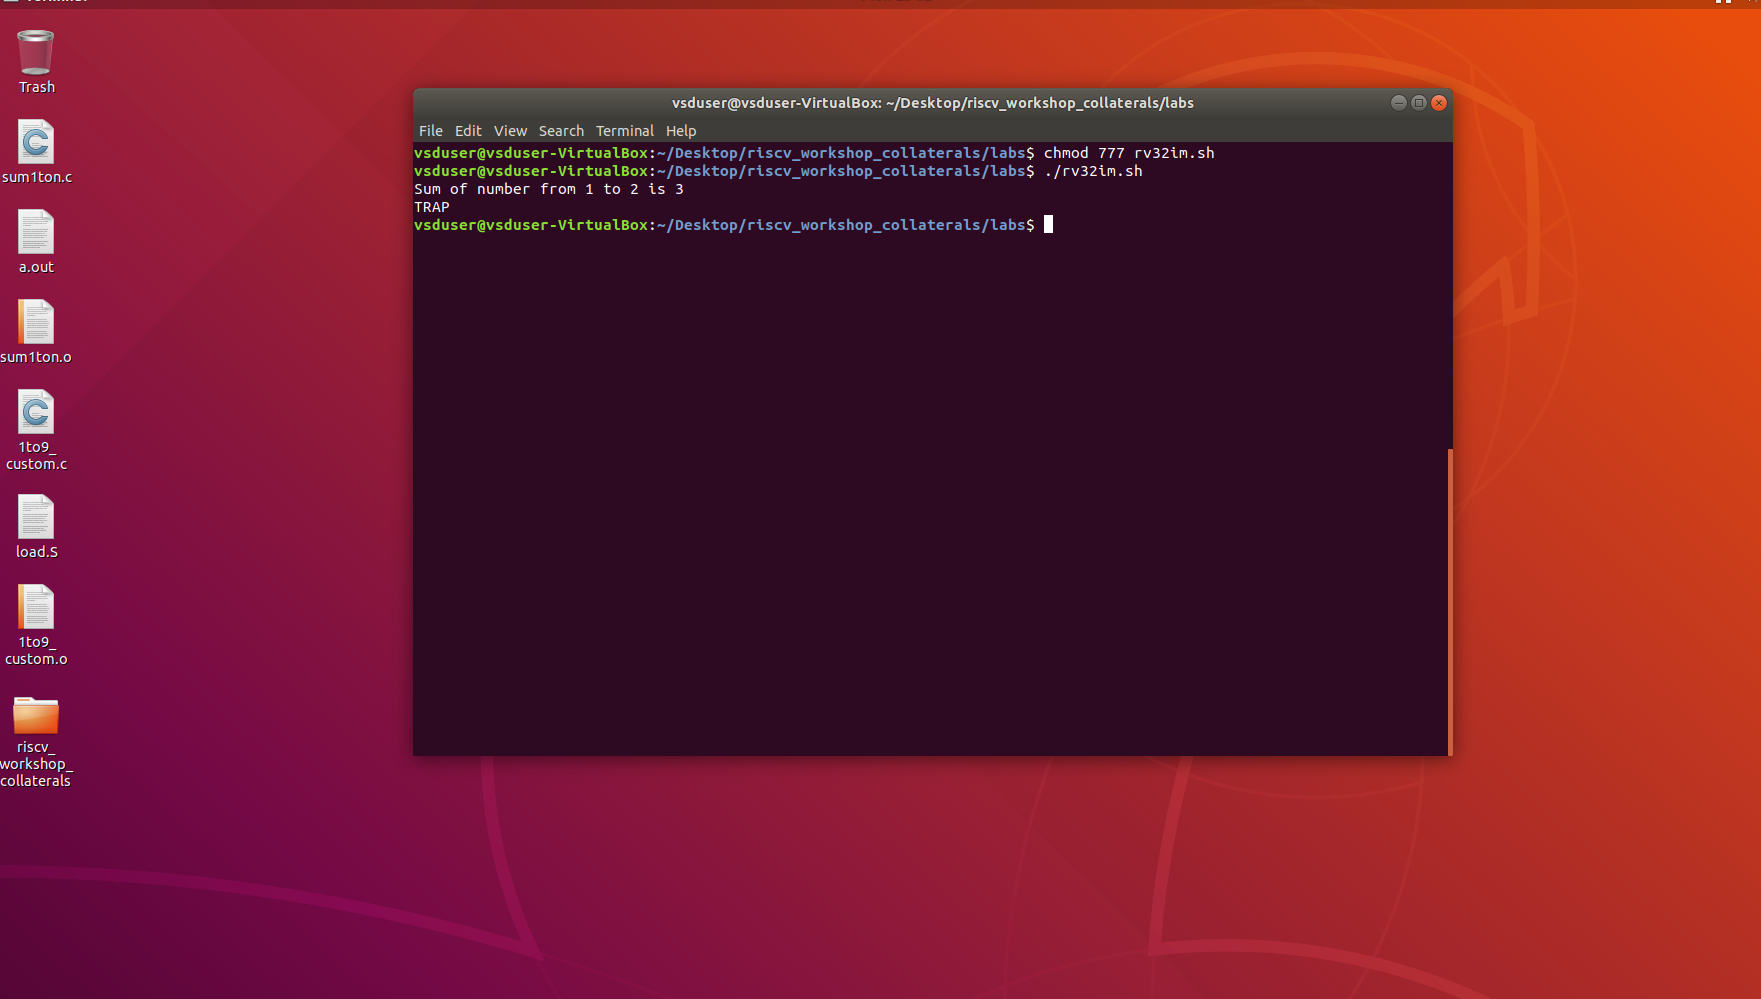 Trash
sum1ton.c
a.out
sum1ton.o
1to9_
custom.c
load.S
1to9_
custom.o
riscv_
workshop_
collaterals
vsduser@vsduser-VirtualBox: ~/Desktop/riscv_workshop_collaterals/labs
File Edit View Search Terminal Help
vsduser@vsduser-VirtualBox:~/Desktop/riscv_workshop_collaterals/labs$ chmod 777 rv32im.sh
vsduser@vsduser-VirtualBox:~/Desktop/riscv_workshop_collaterals/labs$ ./rv32im.sh
Sum of number from 1 to 2 is 3
TRAP
vsduser@vsduser-VirtualBox:~/Desktop/riscv_workshop_collaterals/labs$